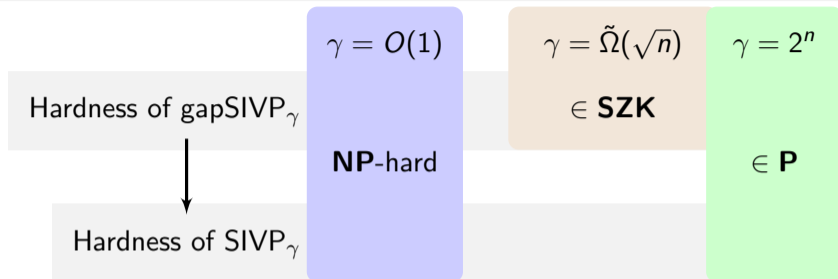 γ = O(1)
γ = Ω̃(√n)
γ = 2ⁿ
Hardness of gapSIVPᵧ
∈ SZK
NP-hard
∈ P
Hardness of SIVPᵧ